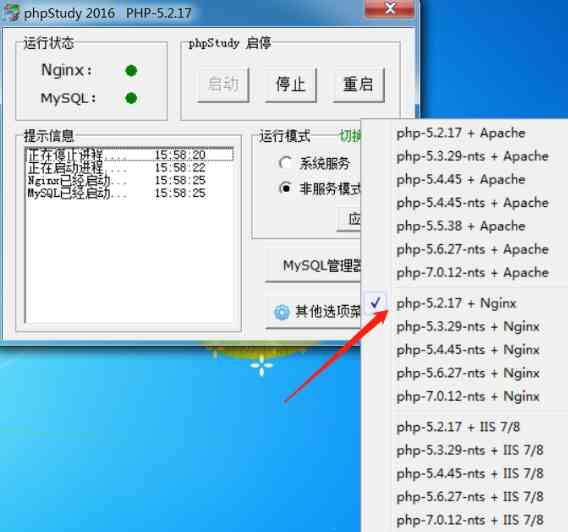 phpStudy 2016 PHP-5.2.17
运行状态
Nginx:
MySQL:
phpStudy 启停
启动
停止
重启
提示信息
正在停止进程.... 15:58:20
正在启动进程.... 15:58:22
Nginx已经启动... 15:58:25
MySQL已经启动... 15:58:25
运行模式 切换
系统服务
非服务模式
应
MySQL管理器
其他选项菜
php-5.2.17 + Apache
php-5.3.29-nts + Apache
php-5.4.45 + Apache
php-5.4.45-nts + Apache
php-5.5.38 + Apache
php-5.6.27-nts + Apache
php-7.0.12-nts + Apache
php-5.2.17 + Nginx
php-5.3.29-nts + Nginx
php-5.4.45-nts + Nginx
php-5.6.27-nts + Nginx
php-7.0.12-nts + Nginx
php-5.2.17 + IIS 7/8
php-5.3.29-nts + IIS 7/8
php-5.4.45-nts + IIS 7/8
php-5.6.27-nts + IIS 7/8
php-7.0.12-nts + IIS 7/8